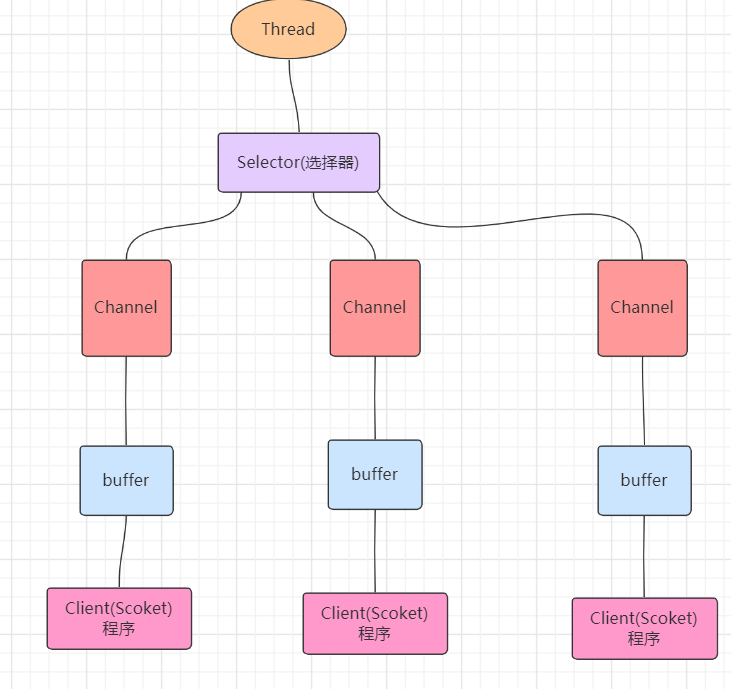 Thread
Selector(选择器)
Channel
Channel
Channel
buffer
buffer
buffer
Client(Scoket)
程序
Client(Scoket)
程序
Client(Scoket)
程序